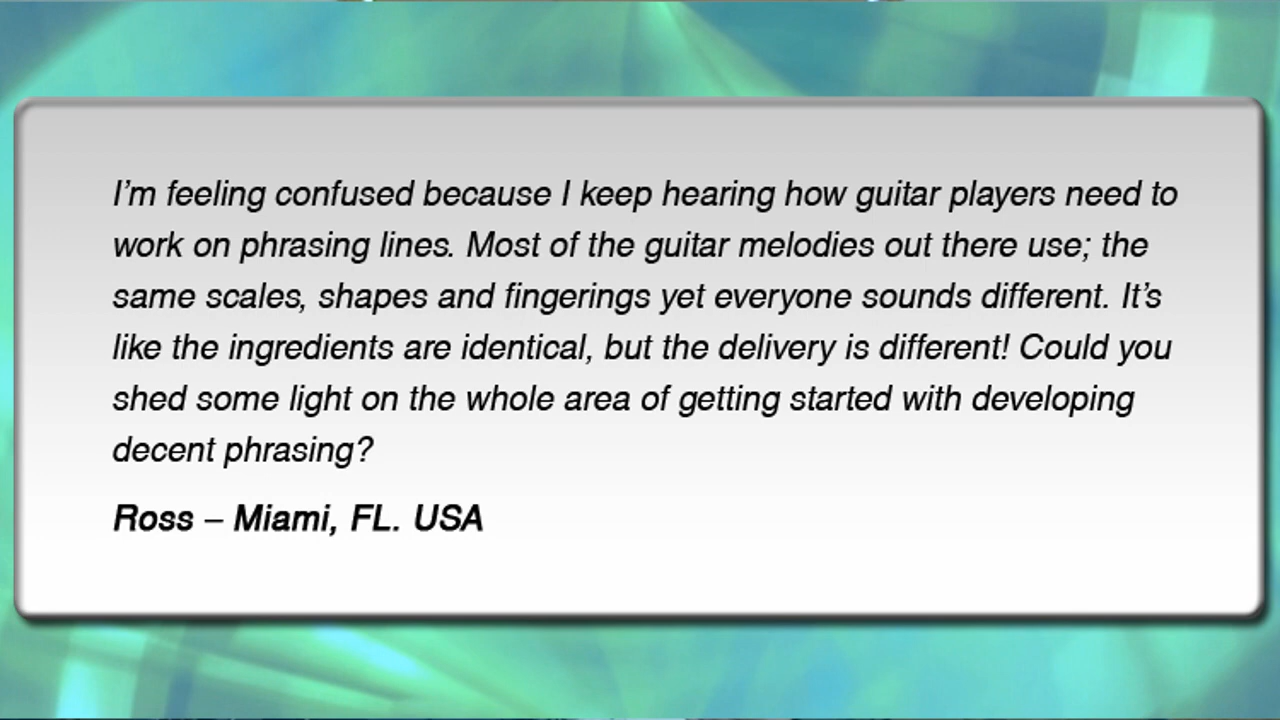 I’m feeling confused because I keep hearing how guitar players need to
work on phrasing lines. Most of the guitar melodies out there use; the
same scales, shapes and fingerings yet everyone sounds different. It’s
like the ingredients are identical, but the delivery is different! Could you
shed some light on the whole area of getting started with developing
decent phrasing?
Ross – Miami, FL. USA